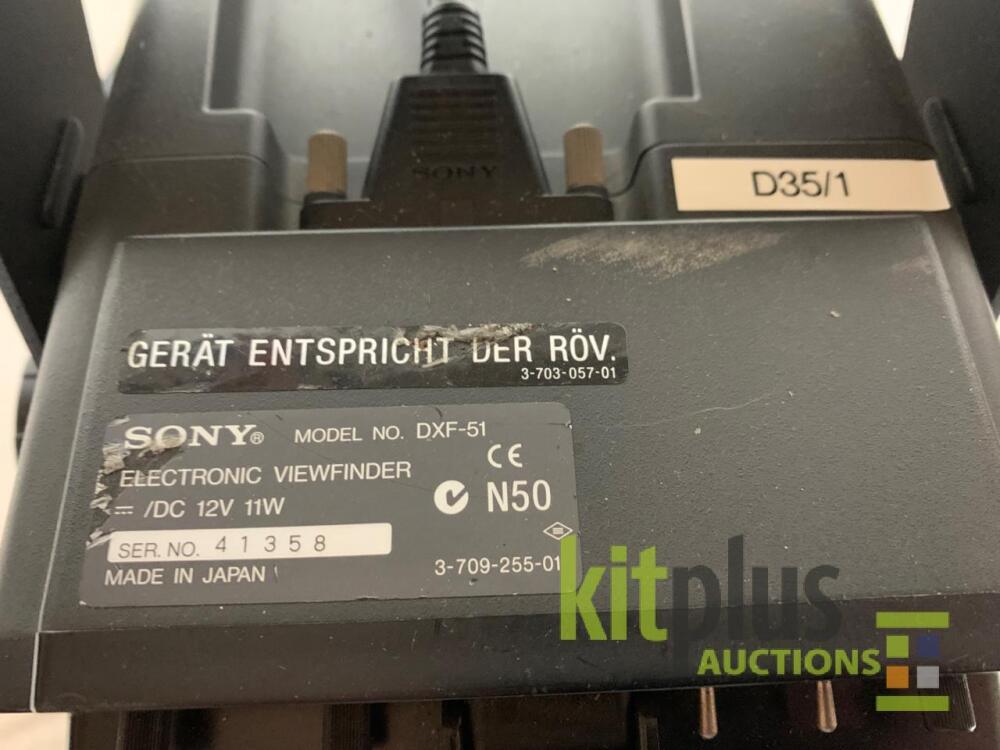 SONY
D35/1
GERÄT ENTSPRICHT DER RÖV.
3-703-057-01
SONY® MODEL NO. DXF-51
ELECTRONIC VIEWFINDER
⎓ /DC 12V 11W
CE
N50
SER. NO. 41358
MADE IN JAPAN
3-709-255-01
kitplus
AUCTIONS